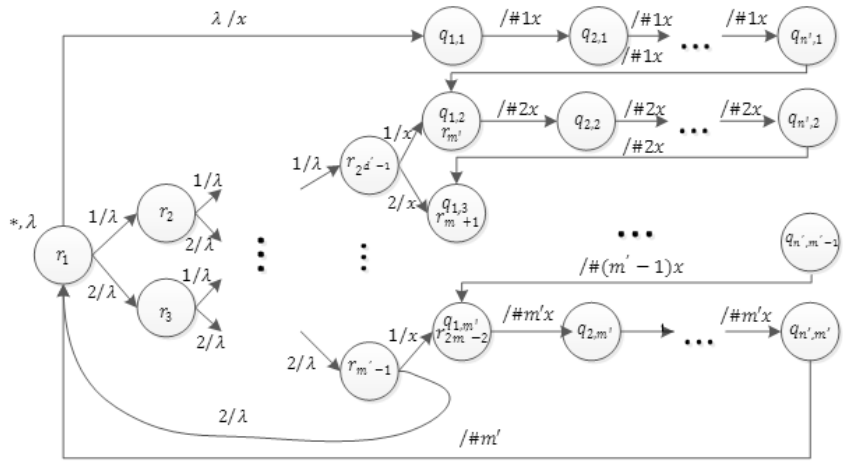 λ /x
q1,1
/#1x
q2,1
/#1x
/#1x
qn',1
/#1x
q1,2
rm'
/#2x
q2,2
/#2x
/#2x
qn',2
/#2x
1/x
1/λ
r2d'-1
2/x
q1,3
rm'+1
*, λ
r1
1/λ
r2
1/λ
2/λ
2/λ
r3
1/λ
2/λ
qn',m'-1
/#(m' − 1)x
2/λ
rm'-1
1/x
q1,m'
r2m'-2
/#m'x
q2,m'
/#m'x
qn',m'
2/λ
/#m'